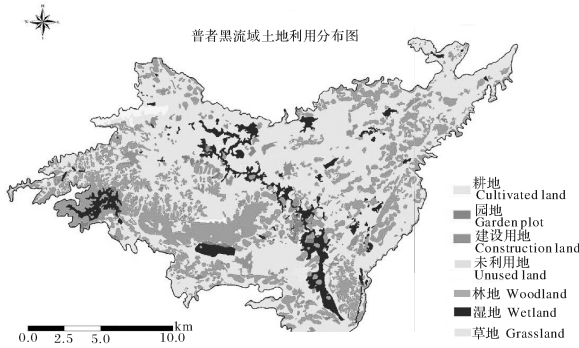 普者黑流域土地利用分布图
耕地
Cultivated land
园地
Garden plot
建设用地
Construction land
未利用地
Unused land
林地 Woodland
湿地 Wetland
草地 Grassland
km
0.0 2.5 5.0 10.0